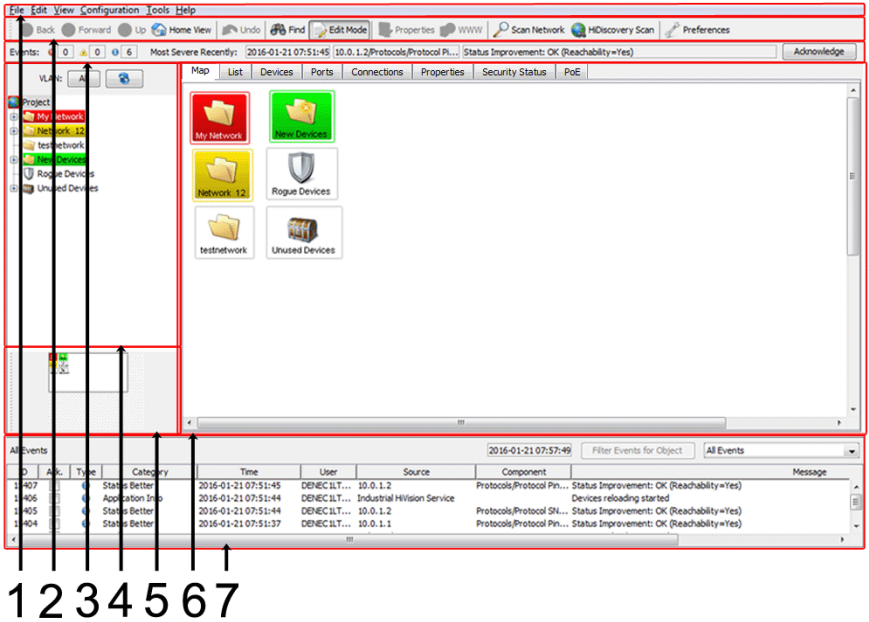 File Edit View Configuration Tools Help
Back Forward Up Home View Undo Find Edit Mode Properties WWW Scan Network HiDiscovery Scan Preferences
Events: 0 0 6 Most Severe Recently: 2016-01-21 07:51:45 10.0.1.2/Protocols/Protocol Pi... Status Improvement: OK (Reachability=Yes) Acknowledge
VLAN:
Map List Devices Ports Connections Properties Security Status PoE
Project
My Network
Network 12
testnetwork
New Devices
Rogue Devices
Unused Devices
My Network New Devices
Network 12 Rogue Devices
testnetwork Unused Devices
All Events 2016-01-21 07:57:49 Filter Events for Object All Events
ID Ack. Type Category Time User Source Component Message
Status Better 2016-01-21 07:51:45 DENEC1LT... 10.0.1.2 Protocols/Protocol Pin... Status Improvement: OK (Reachability=Yes)
Application Info 2016-01-21 07:51:44 DENEC1LT... Industrial HiVision Service Devices reloading started
Status Better 2016-01-21 07:51:44 DENEC1LT... 10.0.1.2 Protocols/Protocol SN... Status Improvement: OK (Reachability=Yes)
Status Better 2016-01-21 07:51:37 DENEC1LT... 10.0.1.1 Protocols/Protocol Pin... Status Improvement: OK (Reachability=Yes)
1 2 3 4 5 6 7